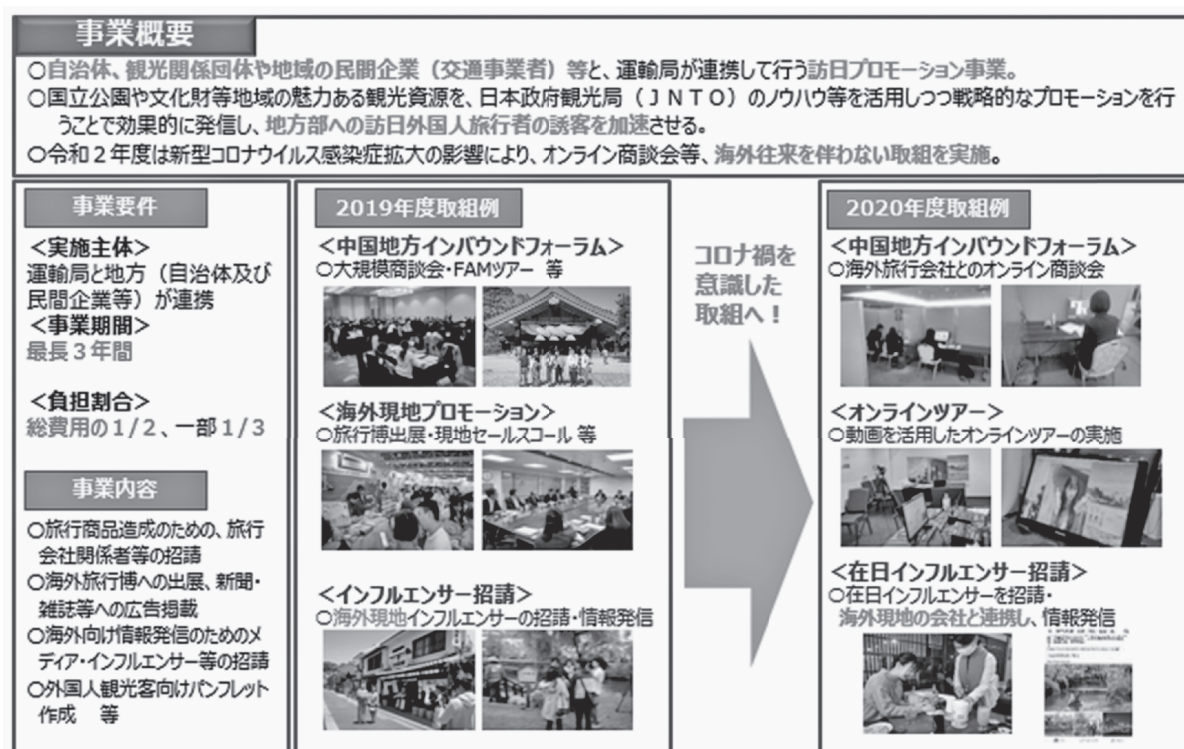 事業概要
○自治体、観光関係団体や地域の民間企業（交通事業者）等と、運輸局が連携して行う訪日プロモーション事業。
○国立公園や文化財等地域の魅力ある観光資源を、日本政府観光局（ＪＮＴＯ）のノウハウ等を活用しつつ戦略的なプロモーションを行
うことで効果的に発信し、地方部への訪日外国人旅行者の誘客を加速させる。
○令和２年度は新型コロナウイルス感染症拡大の影響により、オンライン商談会等、海外往来を伴わない取組を実施。
事業要件
＜実施主体＞
運輸局と地方（自治体及び
民間企業等）が連携
＜事業期間＞
最長３年間
＜負担割合＞
総費用の１/２、一部１/３
事業内容
○旅行商品造成のための、旅行
会社関係者等の招請
○海外旅行博への出展、新聞・
雑誌等への広告掲載
○海外向け情報発信のためのメ
ディア・インフルエンサー等の招請
○外国人観光客向けパンフレット
作成　等
2019年度取組例
＜中国地方インバウンドフォーラム＞
○大規模商談会・FAMツアー 等
＜海外現地プロモーション＞
○旅行博出展・現地セールスコール 等
＜インフルエンサー招請＞
○海外現地インフルエンサーの招請・情報発信
コロナ禍を
意識した
取組へ！
2020年度取組例
＜中国地方インバウンドフォーラム＞
○海外旅行会社とのオンライン商談会
＜オンラインツアー＞
○動画を活用したオンラインツアーの実施
＜在日インフルエンサー招請＞
○在日インフルエンサーを招請・
海外現地の会社と連携し、情報発信